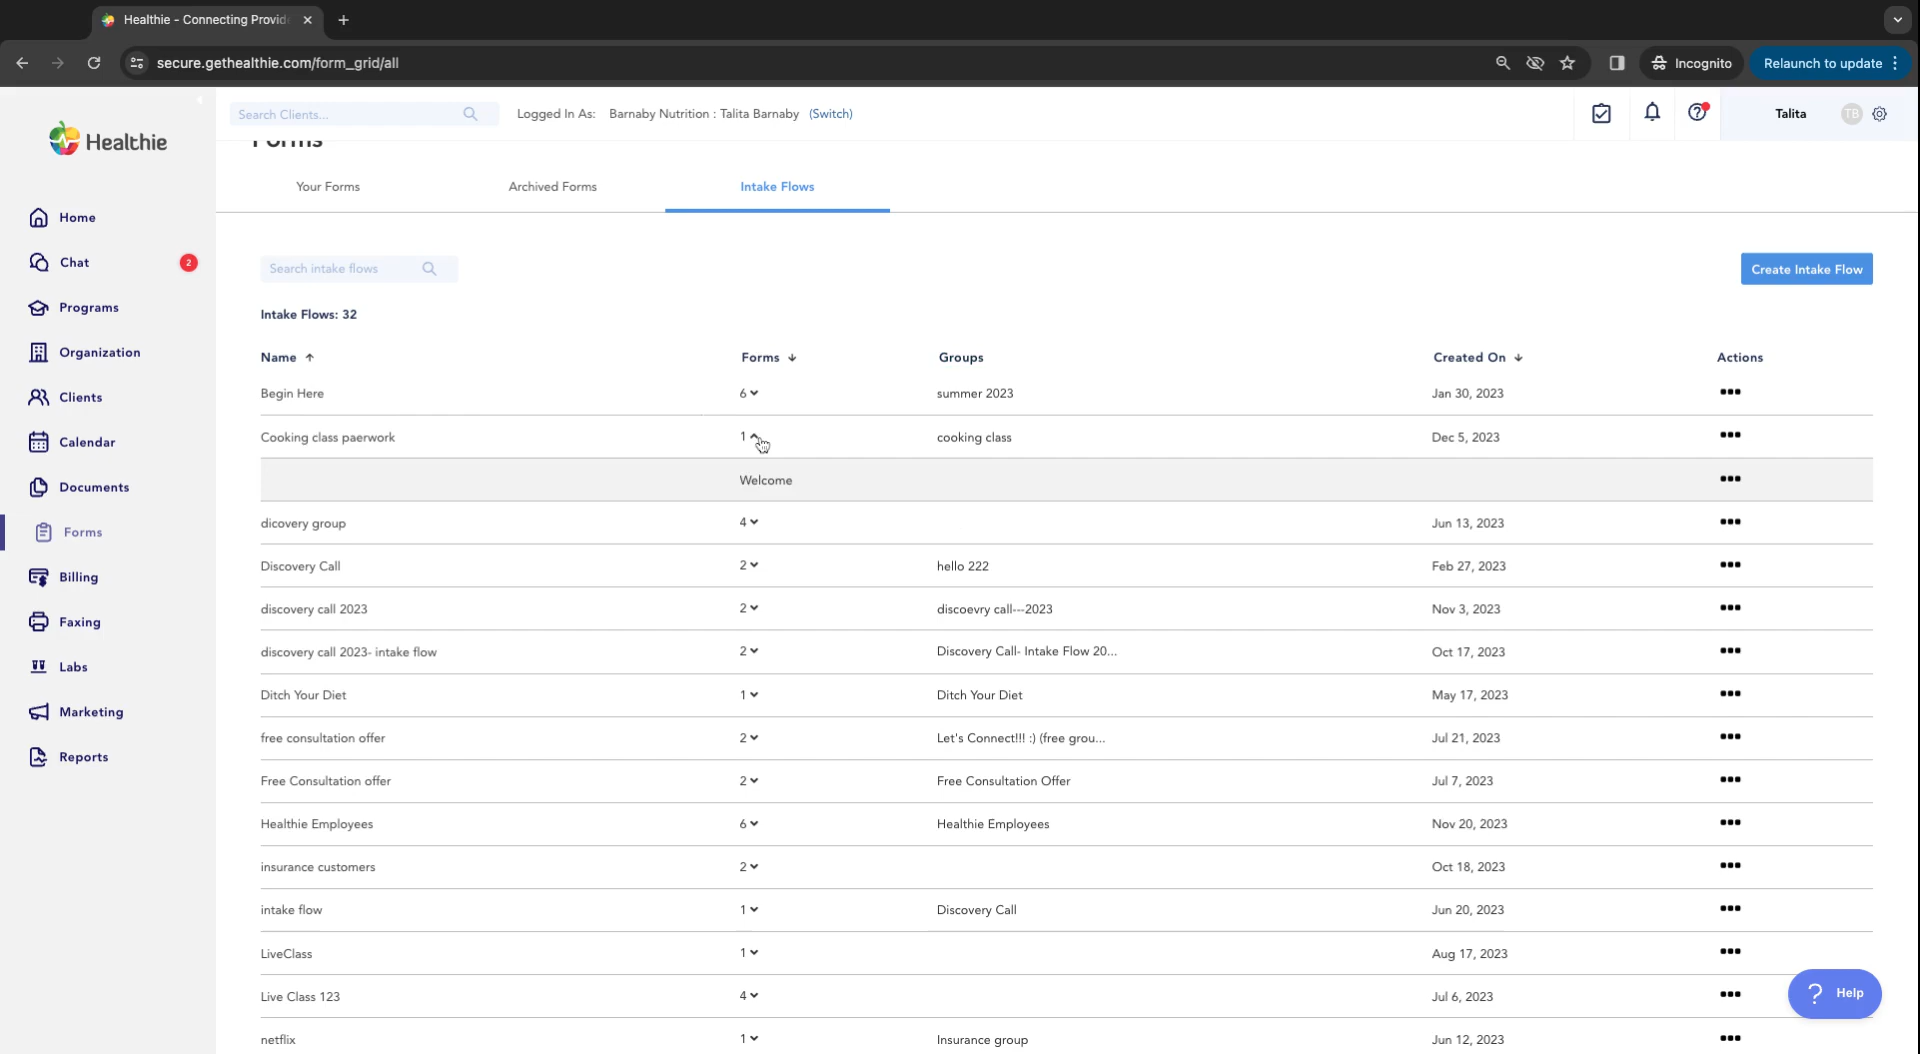 Healthie - Connecting Provid
secure.gethealthie.com/form_grid/all
Incognito
Relaunch to update
Healthie
Search Clients...
Logged In As: Barnaby Nutrition : Talita Barnaby (Switch)
Talita
TB
Forms
Your Forms
Archived Forms
Intake Flows
Home
Chat
2
Programs
Organization
Clients
Calendar
Documents
Forms
Billing
Faxing
Labs
Marketing
Reports
Search intake flows
Create Intake Flow
Intake Flows: 32
Name Forms Groups Created On Actions
Begin Here 6 summer 2023 Jan 30, 2023
Cooking class paerwork 1 cooking class Dec 5, 2023
Welcome
dicovery group 4 Jun 13, 2023
Discovery Call 2 hello 222 Feb 27, 2023
discovery call 2023 2 discoevry call---2023 Nov 3, 2023
discovery call 2023- intake flow 2 Discovery Call- Intake Flow 20... Oct 17, 2023
Ditch Your Diet 1 Ditch Your Diet May 17, 2023
free consultation offer 2 Let's Connect!!! :) (free grou... Jul 21, 2023
Free Consultation offer 2 Free Consultation Offer Jul 7, 2023
Healthie Employees 6 Healthie Employees Nov 20, 2023
insurance customers 2 Oct 18, 2023
intake flow 1 Discovery Call Jun 20, 2023
LiveClass 1 Aug 17, 2023
Live Class 123 4 Jul 6, 2023
netflix 1 Insurance group Jun 12, 2023
? Help